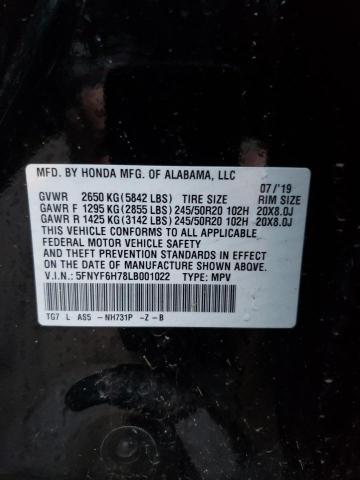 MFD. BY HONDA MFG. OF ALABAMA, LLC 07/'19
GVWR 2650 KG (5842 LBS) TIRE SIZE RIM SIZE
GAWR F 1295 KG (2855 LBS) 245/50R20 102H 20X8.0J
GAWR R 1425 KG (3142 LBS) 245/50R20 102H 20X8.0J
THIS VEHICLE CONFORMS TO ALL APPLICABLE
FEDERAL MOTOR VEHICLE SAFETY, BUMPER,
AND THEFT PREVENTION STANDARDS IN EFFECT
ON THE DATE OF MANUFACTURE SHOWN ABOVE.
V.I.N.: 5FNYF6H78LB001022 TYPE: MPV
TG7 L AS5 -NH731P -Z-B